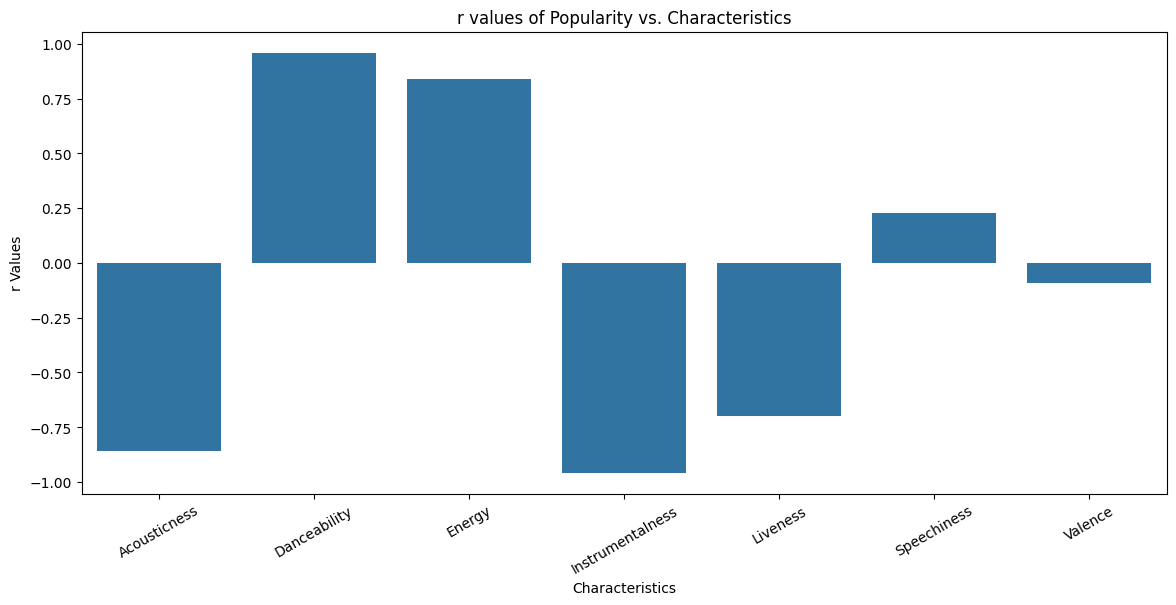 r values of Popularity vs. Characteristics
r Values
1.00
0.75
0.50
0.25
0.00
−0.25
−0.50
−0.75
−1.00
Acousticness
Danceability
Energy
Instrumentalness
Liveness
Speechiness
Valence
Characteristics